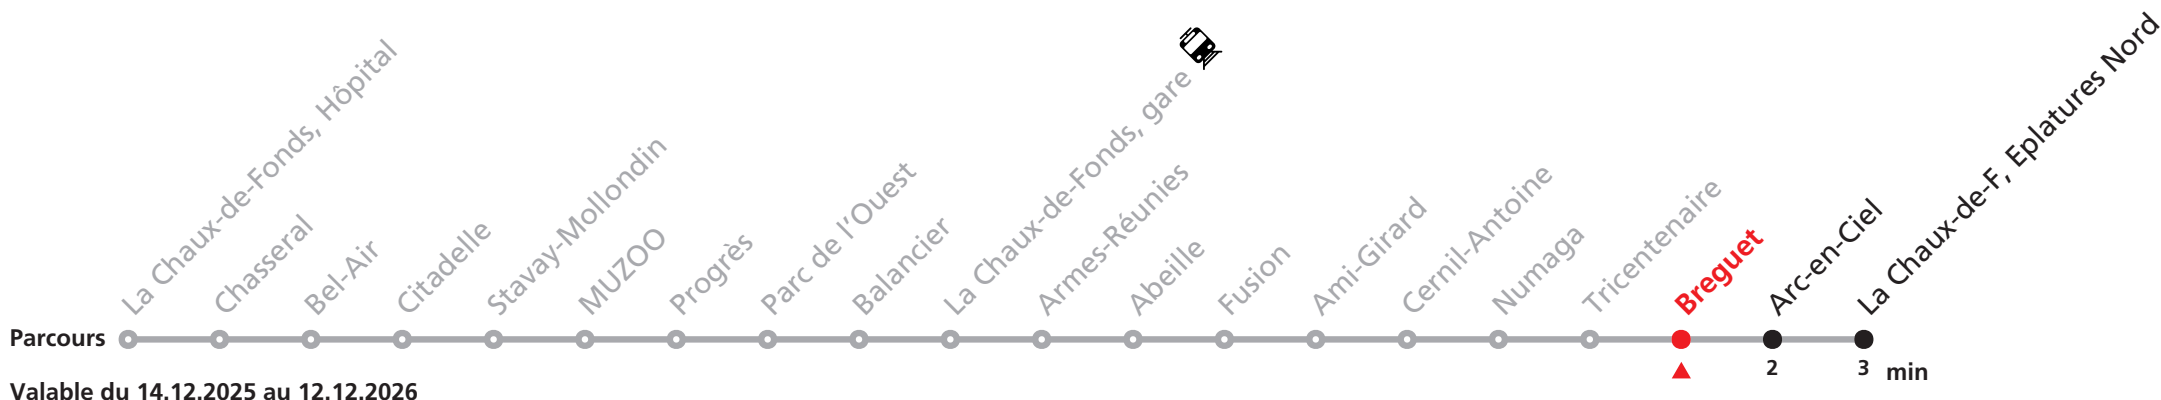 La Chaux-de-Fonds, Hôpital
Chasseral
Bel-Air
Citadelle
Stavay-Mollondin
MUZOO
Progrès
Parc de l'Ouest
Balancier
La Chaux-de-Fonds, gare
Armes-Réunies
Abeille
Fusion
Ami-Girard
Cernil-Antoine
Numaga
Tricentenaire
Breguet
Arc-en-Ciel
La Chaux-de-F, Eplatures Nord
Parcours
2 3 min
Valable du 14.12.2025 au 12.12.2026